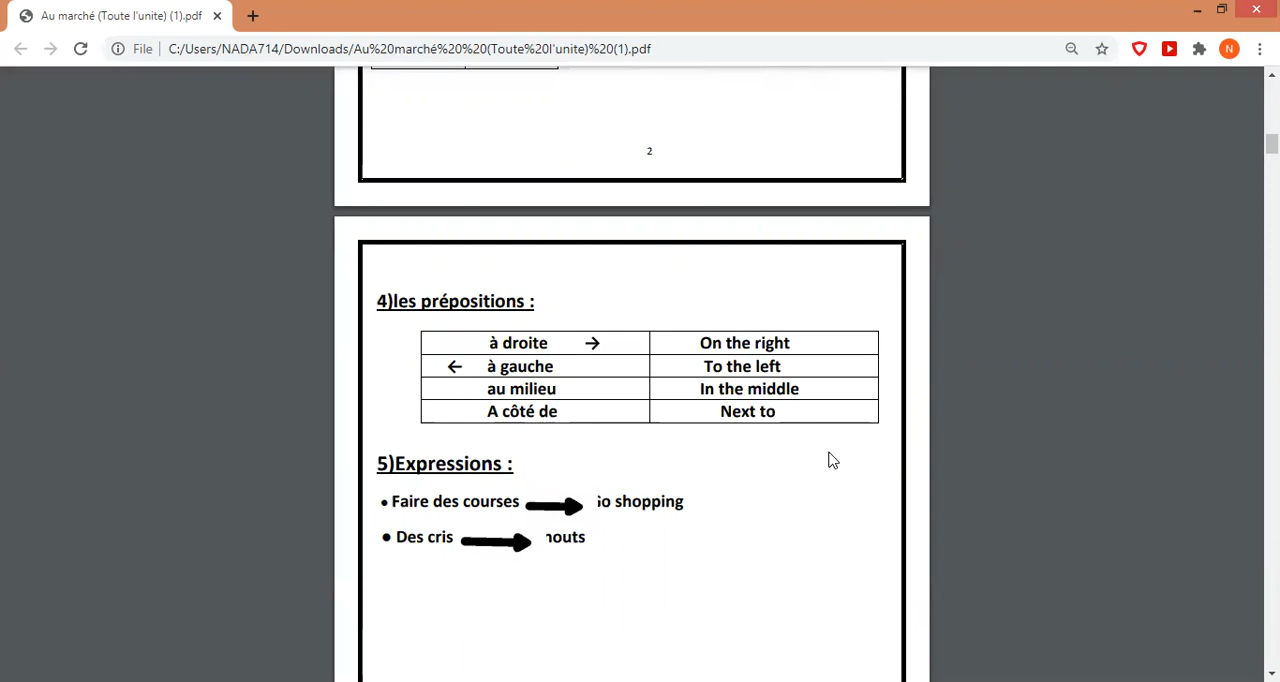 Au marché (Toute l'unite) (1).pdf
File C:/Users/NADA714/Downloads/Au%20marché%20%20(Toute%20l'unite)%20(1).pdf
N
2
4)les prépositions :
à droite → On the right
← à gauche To the left
au milieu In the middle
A côté de Next to
5)Expressions :
• Faire des courses shopping
• Des cris